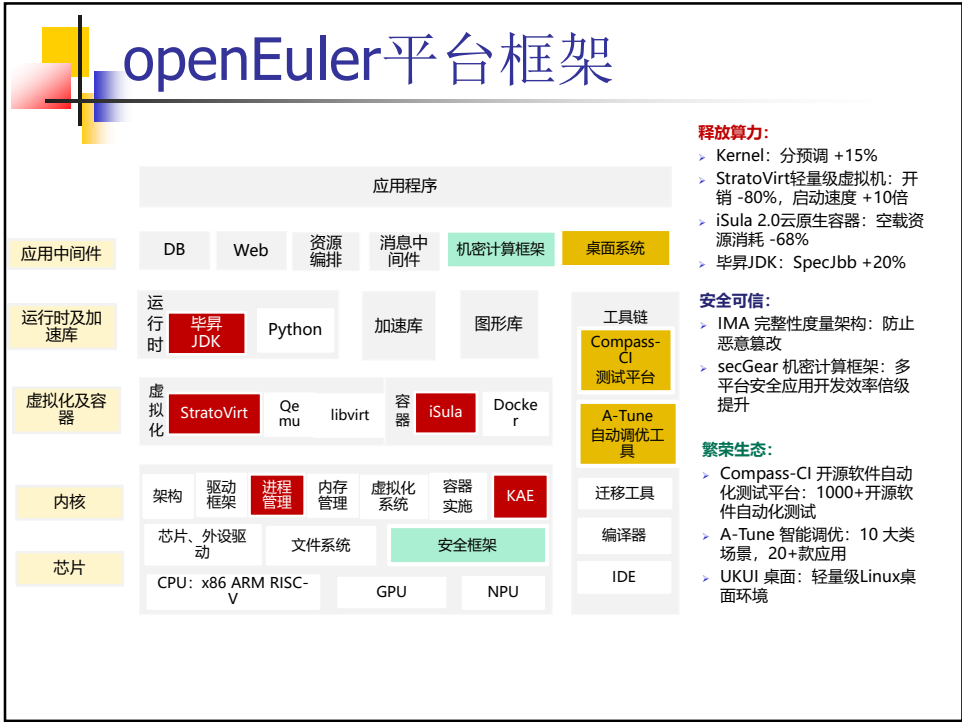 openEuler平台框架
应用程序
应用中间件
DB
Web
资源
编排
消息中
间件
机密计算框架
桌面系统
运行时及加
速库
运
行
时
毕昇
JDK
Python
加速库
图形库
虚拟化及容
器
虚
拟
化
StratoVirt
Qe
mu
libvirt
容
器
iSula
Docke
r
内核
架构
驱动
框架
进程
管理
内存
管理
虚拟化
系统
容器
实施
KAE
芯片、外设驱
动
文件系统
安全框架
芯片
CPU：x86 ARM RISC-
V
GPU
NPU
工具链
Compass-
CI
测试平台
A-Tune
自动调优工
具
迁移工具
编译器
IDE
释放算力：
➢ Kernel：分预调 +15%
➢ StratoVirt轻量级虚拟机：开
销 -80%，启动速度 +10倍
➢ iSula 2.0云原生容器：空载资
源消耗 -68%
➢ 毕昇JDK：SpecJbb +20%
安全可信：
➢ IMA 完整性度量架构：防止
恶意篡改
➢ secGear 机密计算框架：多
平台安全应用开发效率倍级
提升
繁荣生态：
➢ Compass-CI 开源软件自动
化测试平台：1000+开源软
件自动化测试
➢ A-Tune 智能调优：10 大类
场景，20+款应用
➢ UKUI 桌面：轻量级Linux桌
面环境